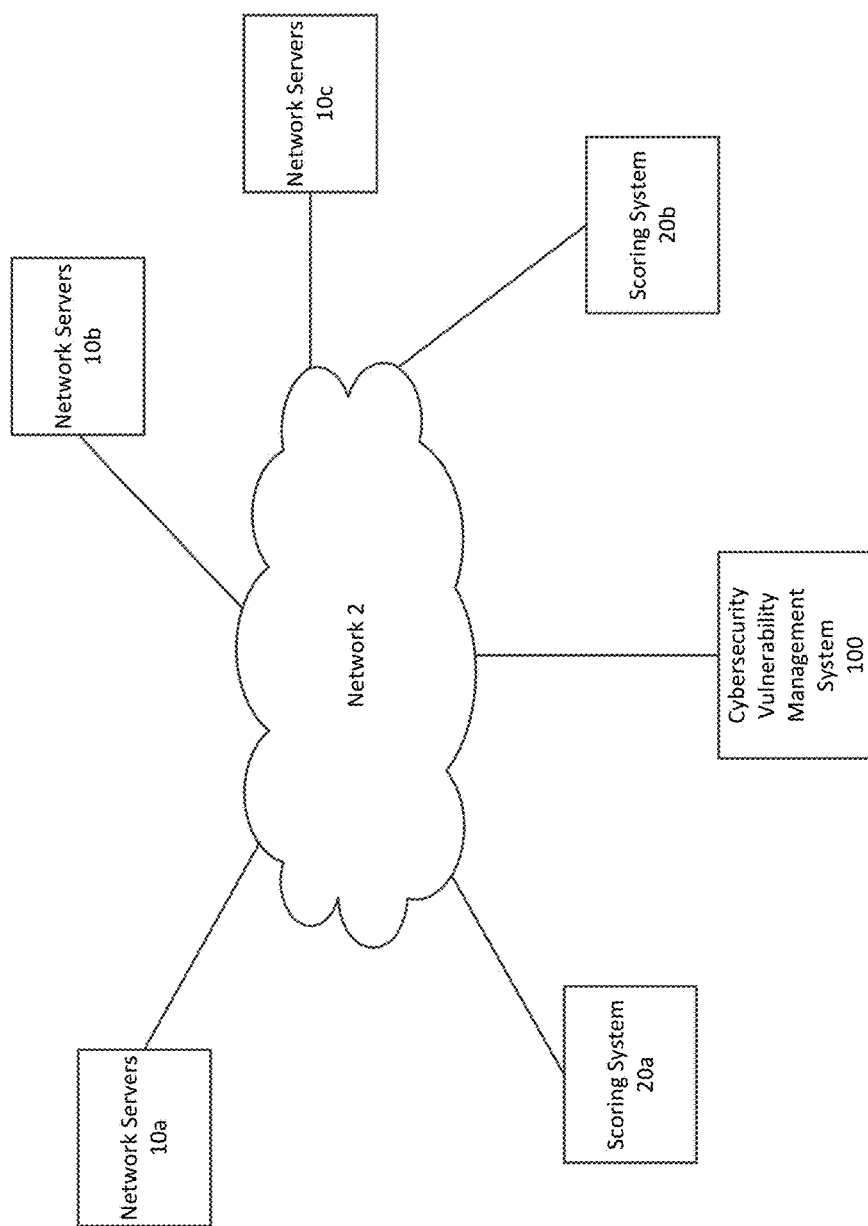 Network Servers
10a
Network Servers
10b
Network Servers
10c
Network 2
Scoring System
20a
Cybersecurity
Vulnerability
Management
System
100
Scoring System
20b